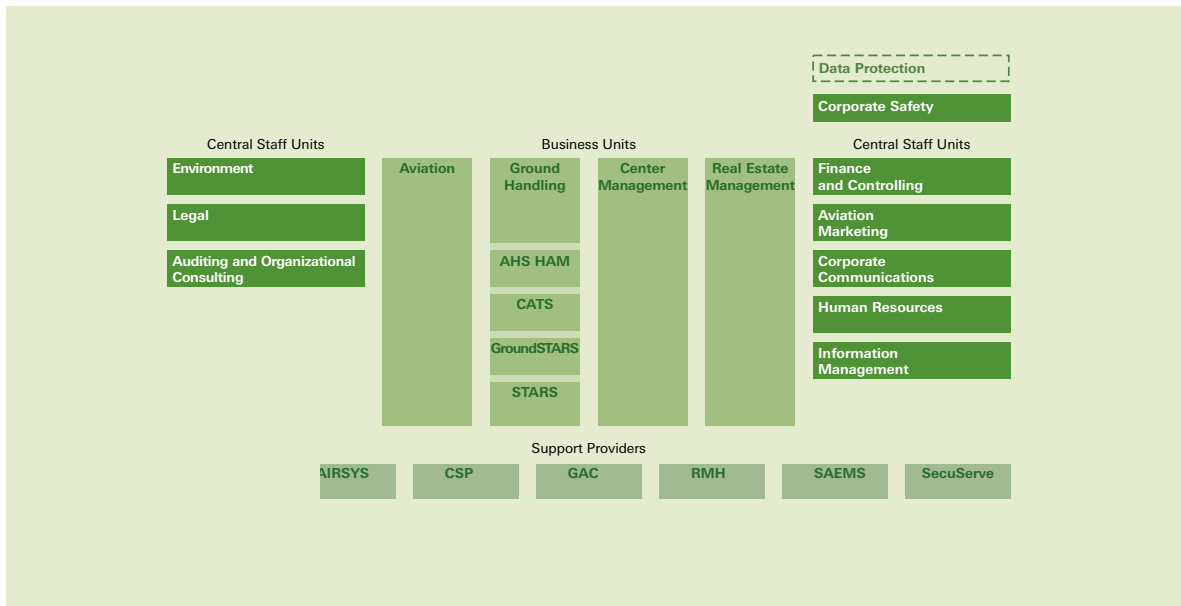 Data Protection
Corporate Safety
Central Staff Units
Environment
Legal
Auditing and Organizational
Consulting
Business Units
Aviation
Ground
Handling
AHS HAM
CATS
GroundSTARS
STARS
Center
Management
Real Estate
Management
Central Staff Units
Finance
and Controlling
Aviation
Marketing
Corporate
Communications
Human Resources
Information
Management
Support Providers
AIRSYS
CSP
GAC
RMH
SAEMS
SecuServe